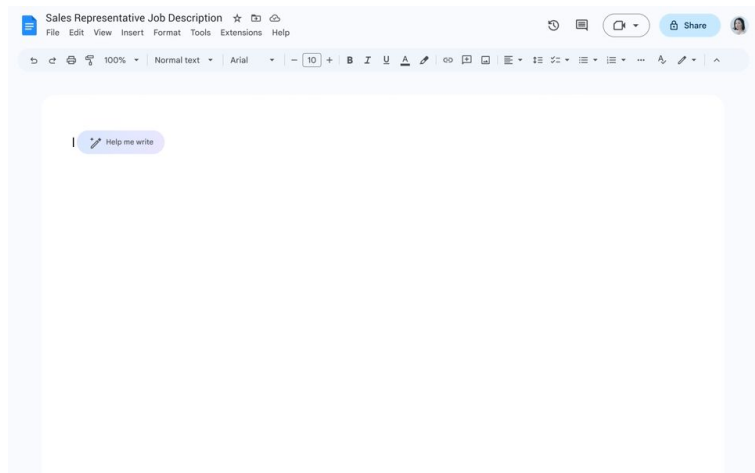 Sales Representative Job Description
File Edit View Insert Format Tools Extensions Help
Share
100% Normal text Arial 10 B I U A
Help me write